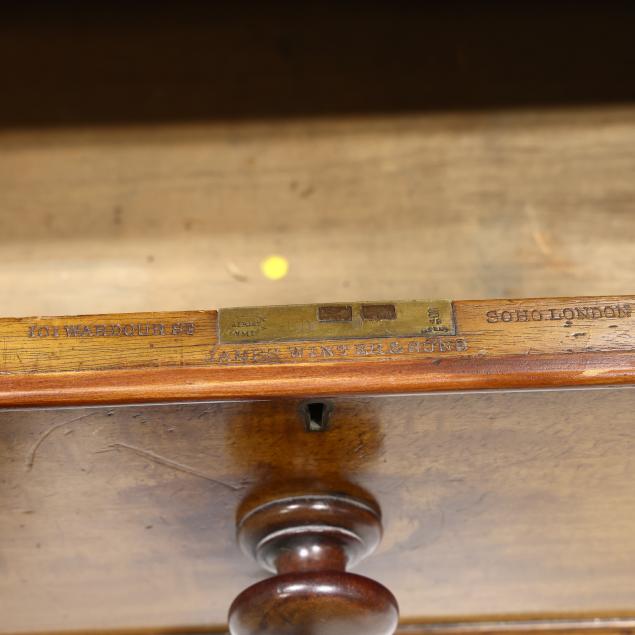 101 WARDOUR ST
SOHO LONDON
JAMES WINTER & SONS